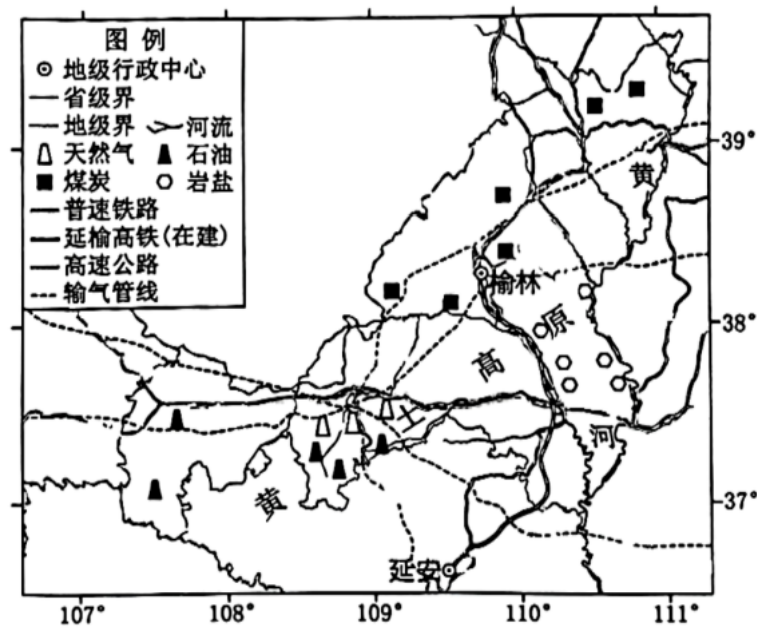 图例
地级行政中心
省级界
地级界 河流
天然气 石油
煤炭 岩盐
普速铁路
延榆高铁(在建)
高速公路
输气管线
39°
黄
榆林
原
38°
高
土
河
黄
37°
延安
107° 108° 109° 110° 111°